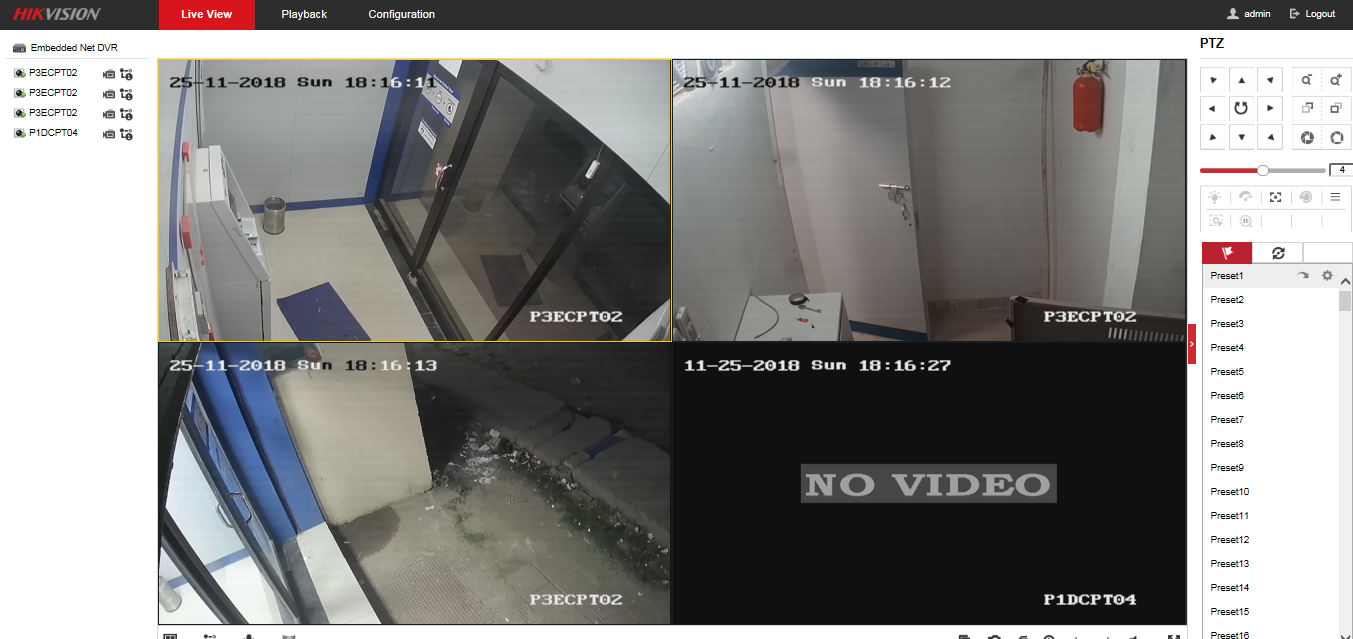 HIKVISION
Live View
Playback
Configuration
admin
Logout
Embedded Net DVR
P3ECPT02
P3ECPT02
P3ECPT02
P1DCPT04
25-11-2018 Sun 18:16:11
P3ECPT02
25-11-2018 Sun 18:16:12
P3ECPT02
25-11-2018 Sun 18:16:13
P3ECPT02
11-25-2018 Sun 18:16:27
NO VIDEO
P1DCPT04
PTZ
4
Preset1
Preset2
Preset3
Preset4
Preset5
Preset6
Preset7
Preset8
Preset9
Preset10
Preset11
Preset12
Preset13
Preset14
Preset15
Preset16